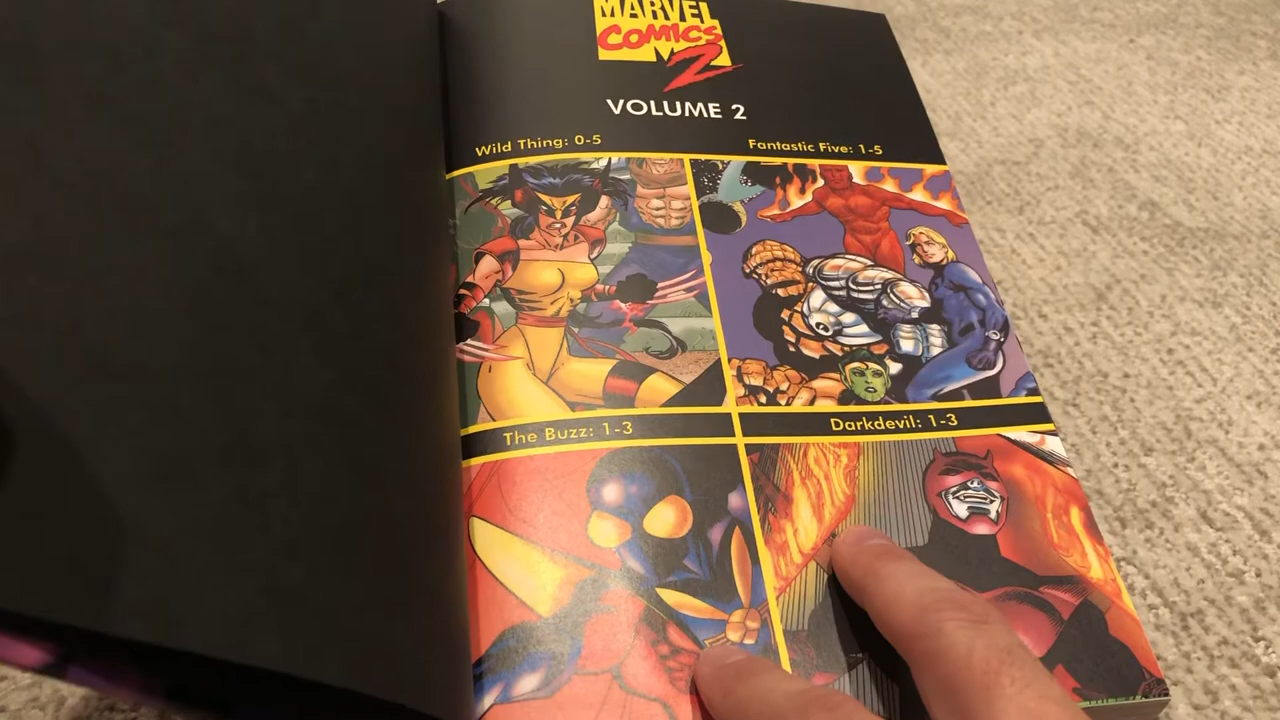 MARVEL
COMICS
2
VOLUME 2
Wild Thing: 0-5
Fantastic Five: 1-5
The Buzz: 1-3
Darkdevil: 1-3